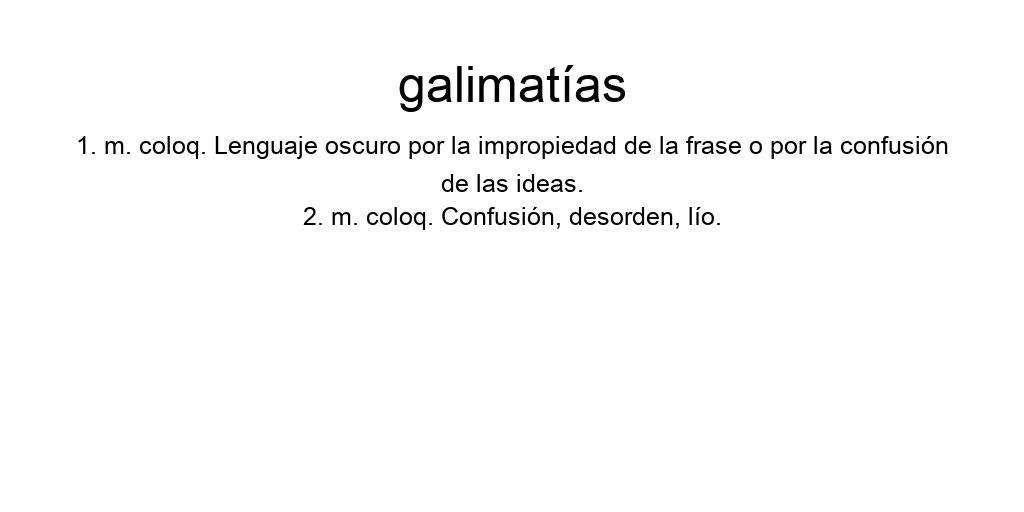 galimatías
1. m. coloq. Lenguaje oscuro por la impropiedad de la frase o por la confusión
de las ideas.
2. m. coloq. Confusión, desorden, lío.